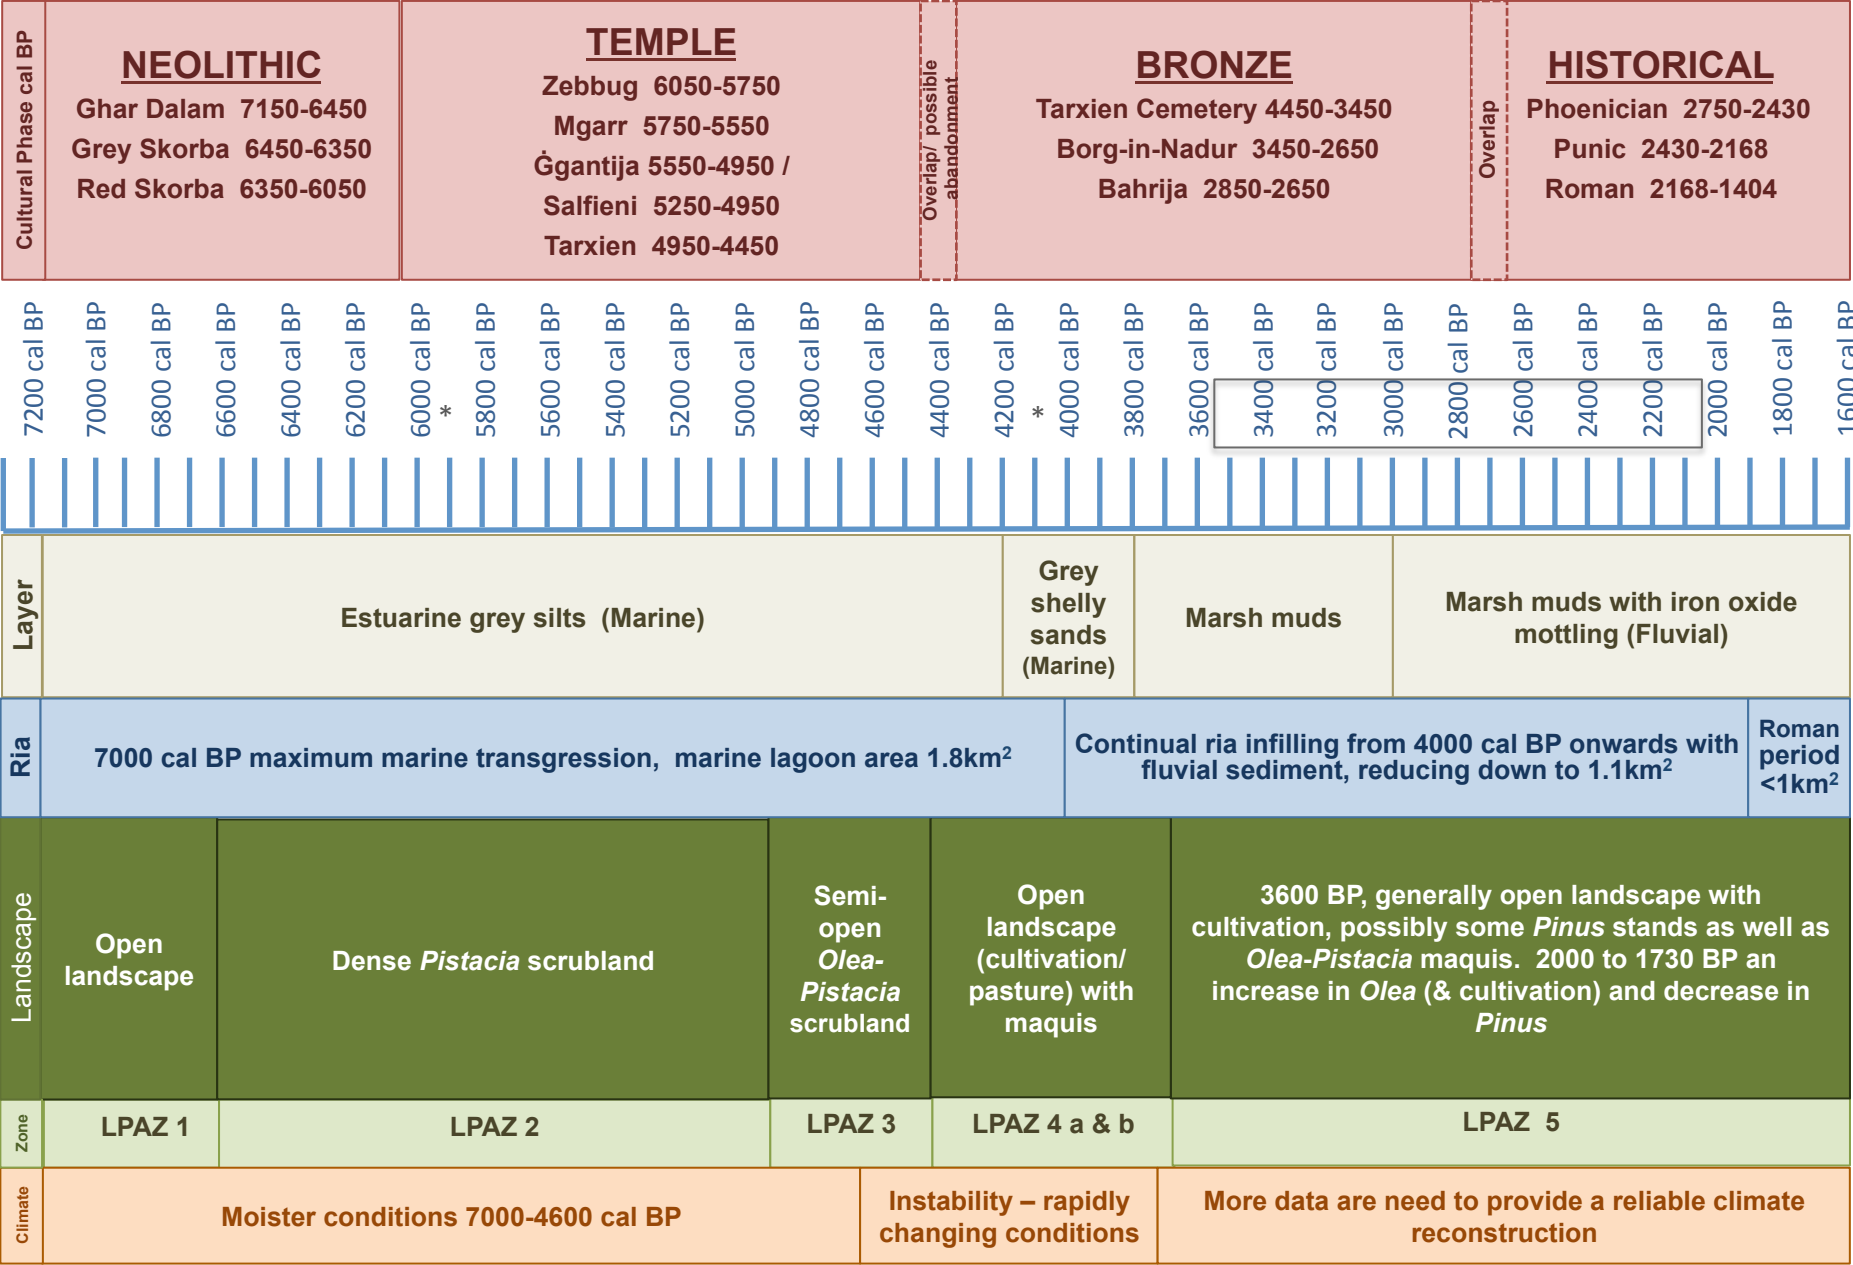 Cultural Phase cal BP
NEOLITHIC
Ghar Dalam 7150-6450
Grey Skorba 6450-6350
Red Skorba 6350-6050
TEMPLE
Zebbug 6050-5750
Mgarr 5750-5550
Ġgantija 5550-4950 /
Salfieni 5250-4950
Tarxien 4950-4450
Overlap/ possible
abandonment
BRONZE
Tarxien Cemetery 4450-3450
Borg-in-Nadur 3450-2650
Bahrija 2850-2650
Overlap
HISTORICAL
Phoenician 2750-2430
Punic 2430-2168
Roman 2168-1404
7200 cal BP
7000 cal BP
6800 cal BP
6600 cal BP
6400 cal BP
6200 cal BP
6000 cal BP
*
5800 cal BP
5600 cal BP
5400 cal BP
5200 cal BP
5000 cal BP
4800 cal BP
4600 cal BP
4400 cal BP
4200 cal BP
*
4000 cal BP
3800 cal BP
3600 cal BP
3400 cal BP
3200 cal BP
3000 cal BP
2800 cal BP
2600 cal BP
2400 cal BP
2200 cal BP
2000 cal BP
1800 cal BP
1600 cal BP
Layer
Estuarine grey silts (Marine)
Grey
shelly
sands
(Marine)
Marsh muds
Marsh muds with iron oxide
mottling (Fluvial)
Ria
7000 cal BP maximum marine transgression, marine lagoon area 1.8km²
Continual ria infilling from 4000 cal BP onwards with
fluvial sediment, reducing down to 1.1km²
Roman
period
<1km²
Landscape
Open
landscape
Dense Pistacia scrubland
Semi-
open
Olea-
Pistacia
scrubland
Open
landscape
(cultivation/
pasture) with
maquis
3600 BP, generally open landscape with
cultivation, possibly some Pinus stands as well as
Olea-Pistacia maquis. 2000 to 1730 BP an
increase in Olea (& cultivation) and decrease in
Pinus
Zone
LPAZ 1
LPAZ 2
LPAZ 3
LPAZ 4 a & b
LPAZ 5
Climate
Moister conditions 7000-4600 cal BP
Instability – rapidly
changing conditions
More data are need to provide a reliable climate
reconstruction